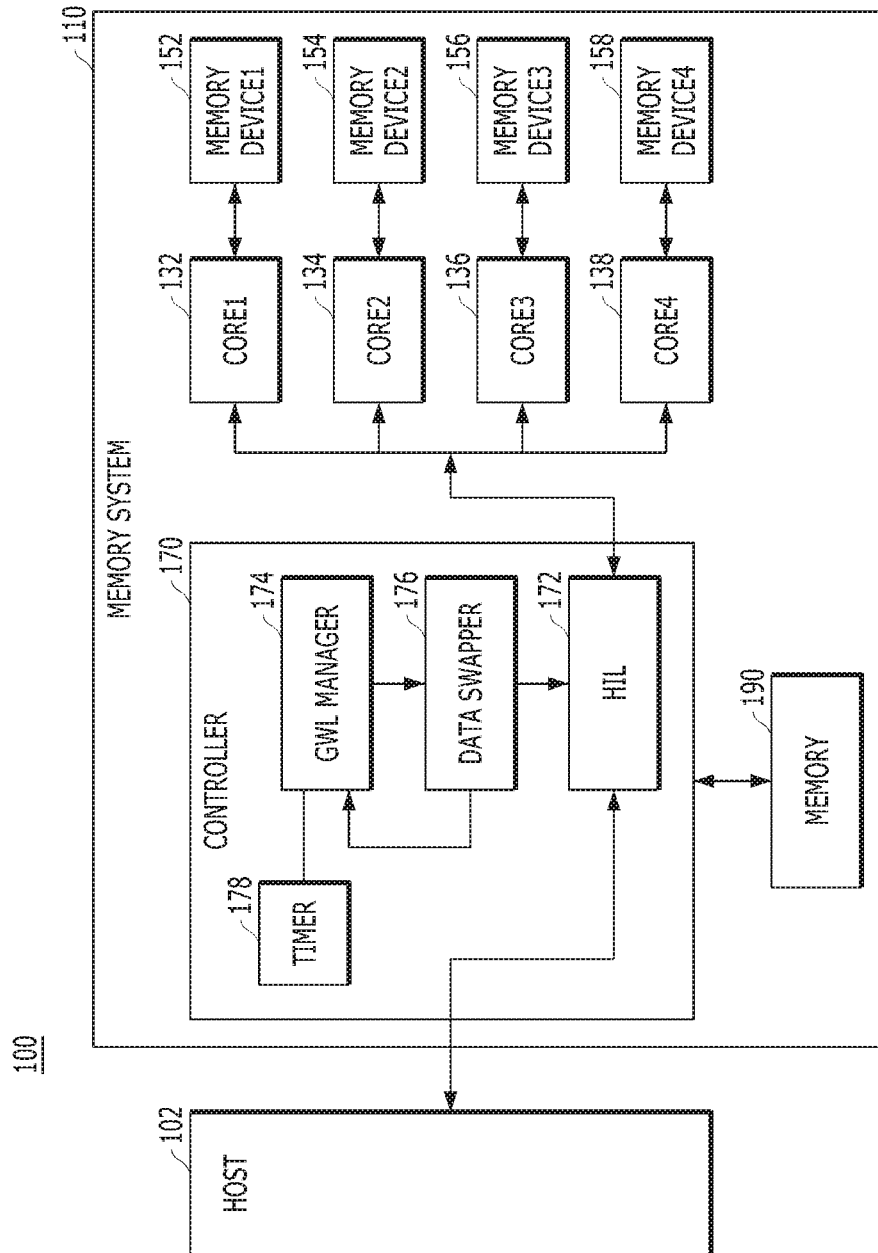 100
102
HOST
110
MEMORY SYSTEM
170
CONTROLLER
178
TIMER
174
GWL MANAGER
176
DATA SWAPPER
172
HIL
190
MEMORY
132
CORE1
134
CORE2
136
CORE3
138
CORE4
152
MEMORY
DEVICE1
154
MEMORY
DEVICE2
156
MEMORY
DEVICE3
158
MEMORY
DEVICE4